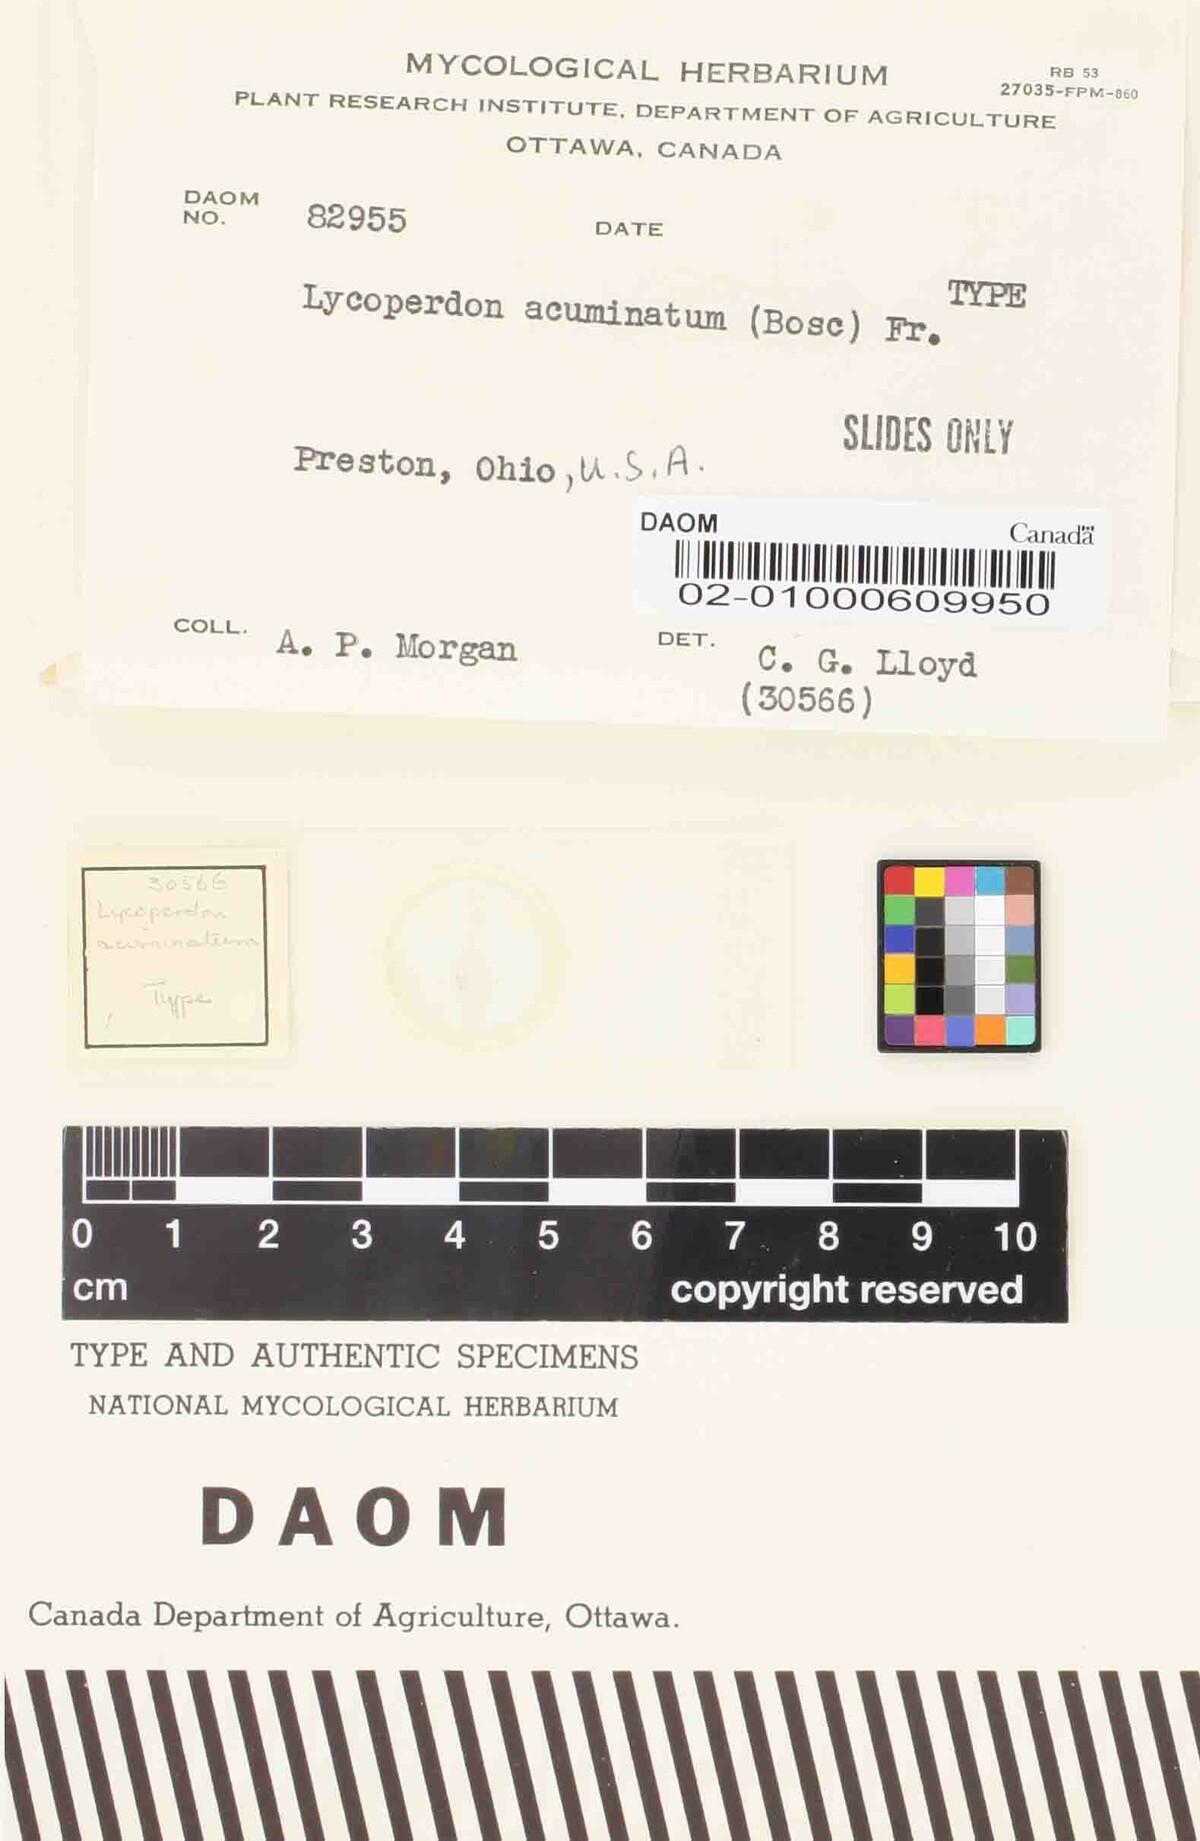 MYCOLOGICAL HERBARIUM
RB 53
27035-FPM-860
PLANT RESEARCH INSTITUTE, DEPARTMENT OF AGRICULTURE
OTTAWA, CANADA
DAOM
NO. 82955 DATE
TYPE
Lycoperdon acuminatum (Bosc) Fr.
SLIDES ONLY
Preston, Ohio, U.S.A.
DAOM Canada
02-01000609950
COLL. A. P. Morgan DET. C. G. Lloyd
(30566)
30566
Lycoperdon
acuminatum
Type
0 1 2 3 4 5 6 7 8 9 10
cm copyright reserved
TYPE AND AUTHENTIC SPECIMENS
NATIONAL MYCOLOGICAL HERBARIUM
DAOM
Canada Department of Agriculture, Ottawa.